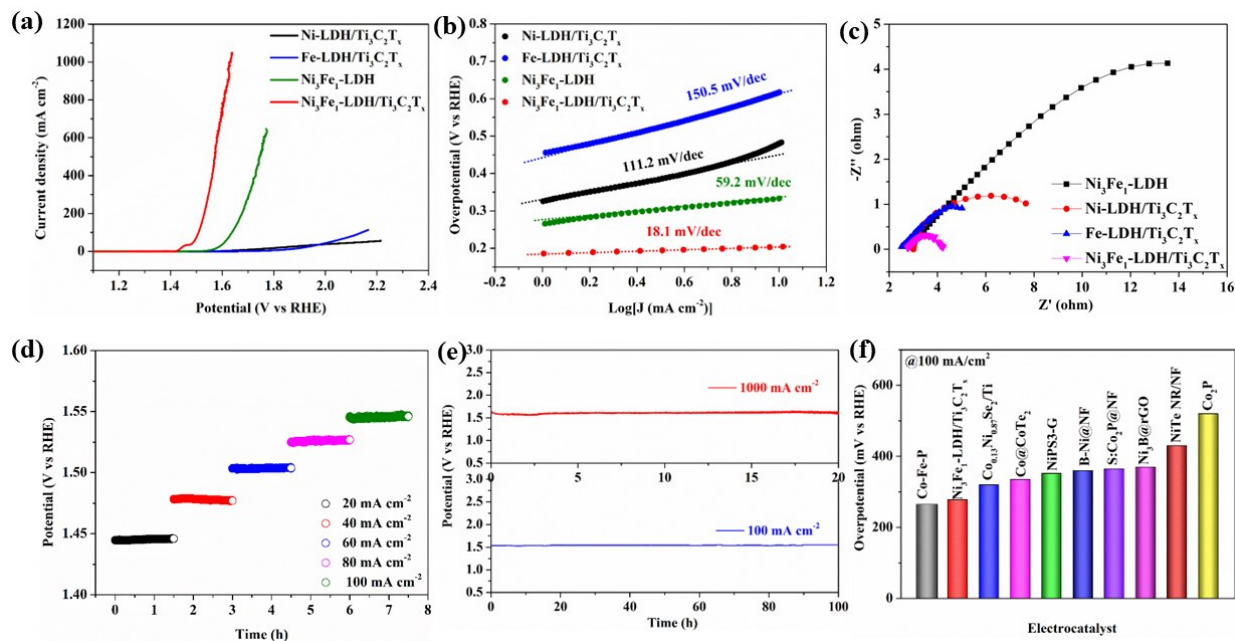 (a)
1200
1000
800
600
400
200
0
Current density (mA cm⁻²)
Ni-LDH/Ti₃C₂Tₓ
Fe-LDH/Ti₃C₂Tₓ
Ni₃Fe₁-LDH
Ni₃Fe₁-LDH/Ti₃C₂Tₓ
1.2 1.4 1.6 1.8 2.0 2.2 2.4
Potential (V vs RHE)
(b)
0.8
0.7
0.6
0.5
0.4
0.3
0.2
Overpotential (V vs RHE)
Ni-LDH/Ti₃C₂Tₓ
Fe-LDH/Ti₃C₂Tₓ
Ni₃Fe₁-LDH
Ni₃Fe₁-LDH/Ti₃C₂Tₓ
150.5 mV/dec
111.2 mV/dec
59.2 mV/dec
18.1 mV/dec
0.0 0.2 0.4 0.6 0.8 1.0 1.2
Log[J (mA cm⁻²)]
(c)
5
4
3
2
1
0
-Z'' (ohm)
Ni₃Fe₁-LDH
Ni-LDH/Ti₃C₂Tₓ
Fe-LDH/Ti₃C₂Tₓ
Ni₃Fe₁-LDH/Ti₃C₂Tₓ
2 4 6 8 10 12 14 16
Z' (ohm)
(d)
1.60
1.55
1.50
1.45
1.40
Potential (V vs RHE)
20 mA cm⁻²
40 mA cm⁻²
60 mA cm⁻²
80 mA cm⁻²
100 mA cm⁻²
0 1 2 3 4 5 6 7 8
Time (h)
(e)
3.0
2.5
2.0
1.5
1.0
0.5
1000 mA cm⁻²
0 5 10 15 20
Potential (V vs RHE)
3.0
2.5
2.0
1.5
1.0
0.5
100 mA cm⁻²
0 20 40 60 80 100
Time (h)
(f)
@100 mA/cm²
600
300
0
Overpotential (mV vs RHE)
Co-Fe-P
Ni₃Fe₁-LDH/Ti₃C₂Tₓ
Co₀.₁₃Ni₀.₈₇Se₂/Ti
Co@CoTe₂
NiPS3-G
B-Ni@NF
S:Co₂P@NF
Ni₃B@rGO
NiTe NR/NF
Co₂P
Electrocatalyst